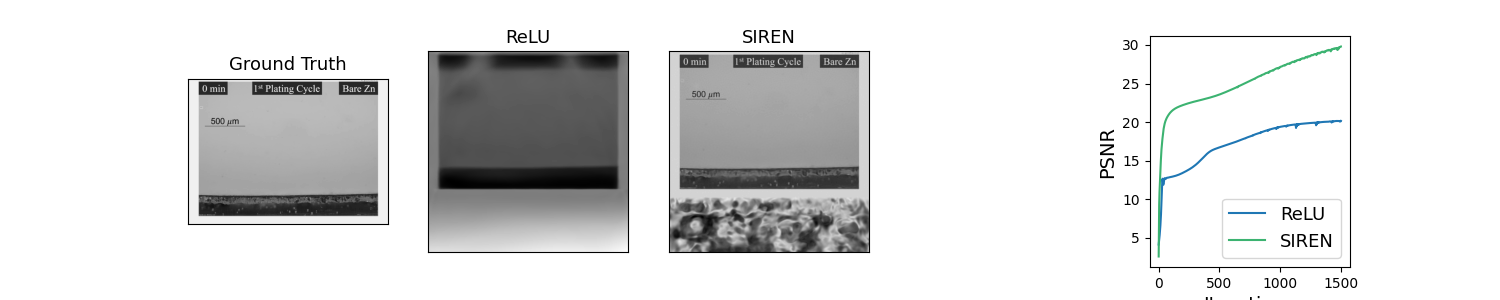 Ground Truth
0 min 1st Plating Cycle Bare Zn
500 μm
ReLU
SIREN
0 min 1st Plating Cycle Bare Zn
500 μm
PSNR
30
25
20
15
10
5
0 500 1000 1500
ReLU
SIREN